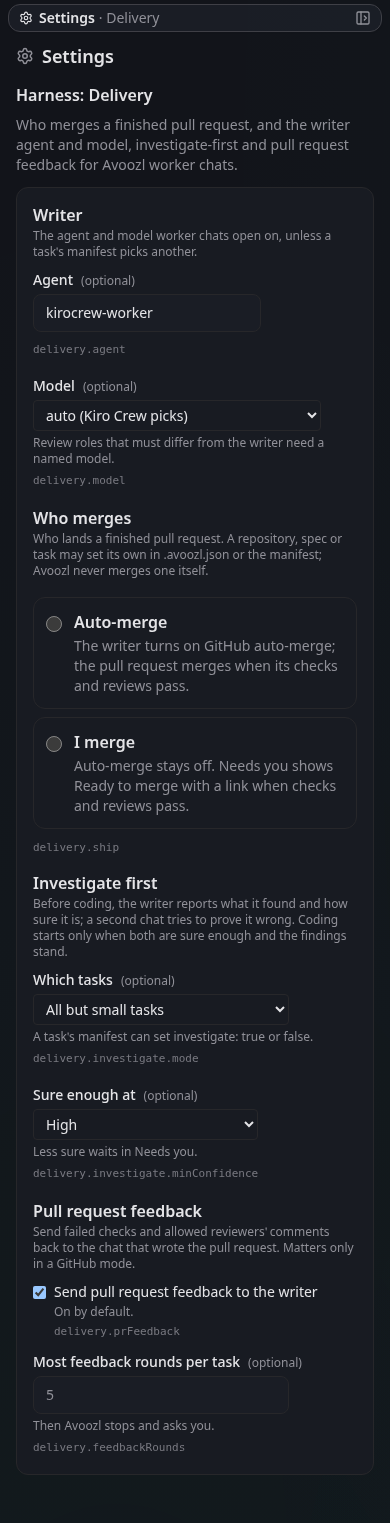 Settings · Delivery
Settings
Harness: Delivery
Who merges a finished pull request, and the writer
agent and model, investigate-first and pull request
feedback for Avoozl worker chats.
Writer
The agent and model worker chats open on, unless a
task's manifest picks another.
Agent (optional)
kirocrew-worker
delivery.agent
Model (optional)
auto (Kiro Crew picks)
Review roles that must differ from the writer need a
named model.
delivery.model
Who merges
Who lands a finished pull request. A repository, spec or
task may set its own in .avoozl.json or the manifest;
Avoozl never merges one itself.
Auto-merge
The writer turns on GitHub auto-merge;
the pull request merges when its checks
and reviews pass.
I merge
Auto-merge stays off. Needs you shows
Ready to merge with a link when checks
and reviews pass.
delivery.ship
Investigate first
Before coding, the writer reports what it found and how
sure it is; a second chat tries to prove it wrong. Coding
starts only when both are sure enough and the findings
stand.
Which tasks (optional)
All but small tasks
A task's manifest can set investigate: true or false.
delivery.investigate.mode
Sure enough at (optional)
High
Less sure waits in Needs you.
delivery.investigate.minConfidence
Pull request feedback
Send failed checks and allowed reviewers' comments
back to the chat that wrote the pull request. Matters only
in a GitHub mode.
Send pull request feedback to the writer
On by default.
delivery.prFeedback
Most feedback rounds per task (optional)
5
Then Avoozl stops and asks you.
delivery.feedbackRounds